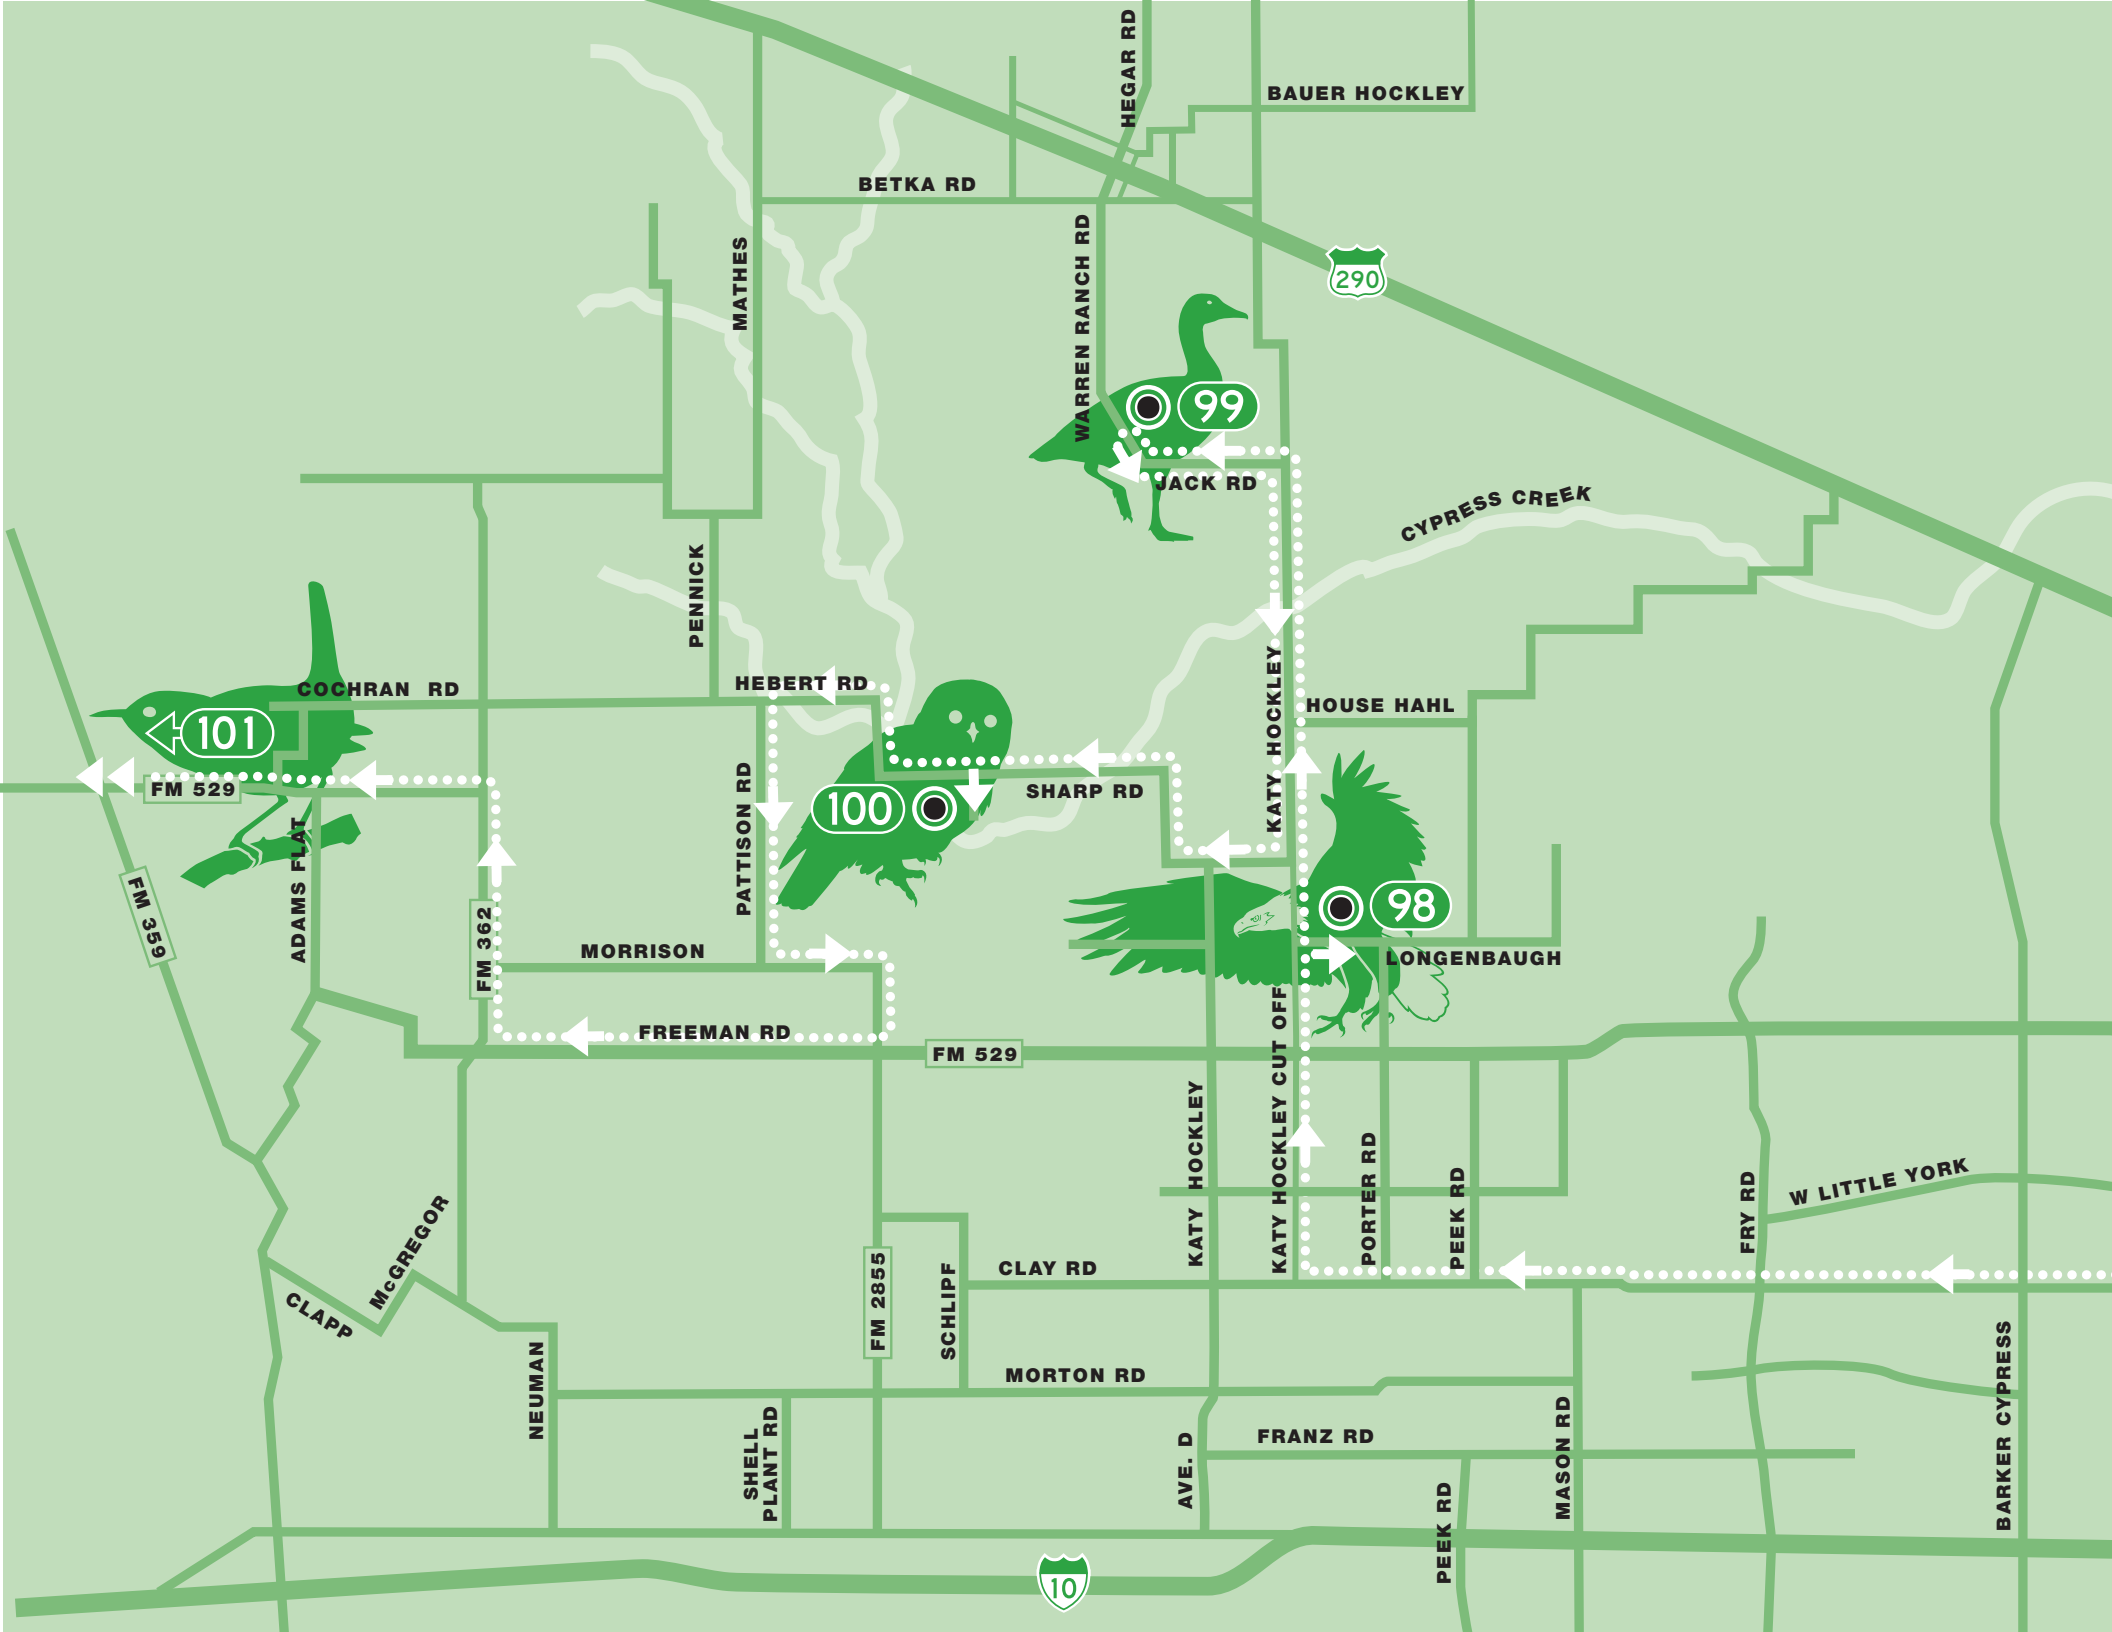 HEGAR RD
BAUER HOCKLEY
BETKA RD
MATHES
WARREN RANCH RD
290
99
JACK RD
CYPRESS CREEK
PENNICK
HEBERT RD
COCHRAN RD
101
FM 529
KATY HOCKLEY
HOUSE HAHL
SHARP RD
100
PATTISON RD
ADAMS FLAT
FM 359
FM 362
MORRISON
98
LONGENBAUGH
FREEMAN RD
FM 529
KATY HOCKLEY CUT OFF
KATY HOCKLEY
PORTER RD
PEEK RD
FRY RD
W LITTLE YORK
McGREGOR
CLAPP
FM 2855
SCHLIPF
CLAY RD
NEUMAN
MORTON RD
SHELL
PLANT RD
AVE. D
FRANZ RD
MASON RD
PEEK RD
BARKER CYPRESS
10